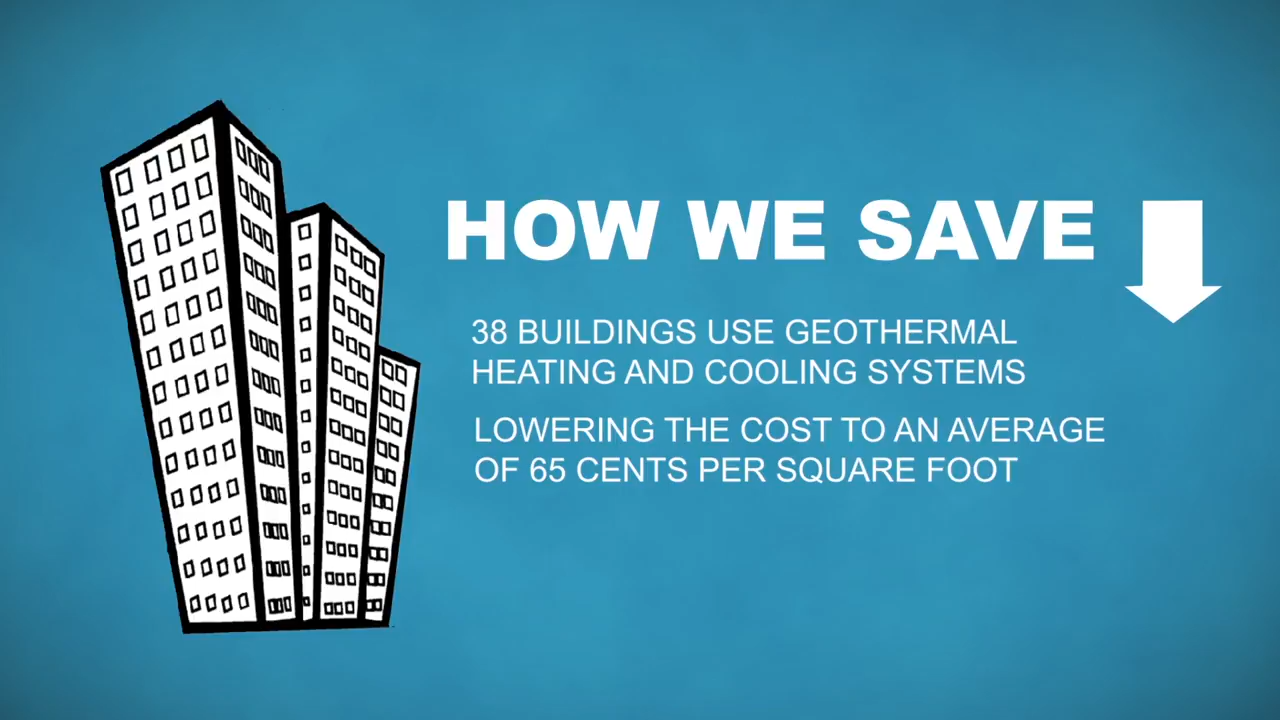 HOW WE SAVE
38 BUILDINGS USE GEOTHERMAL
HEATING AND COOLING SYSTEMS
LOWERING THE COST TO AN AVERAGE
OF 65 CENTS PER SQUARE FOOT